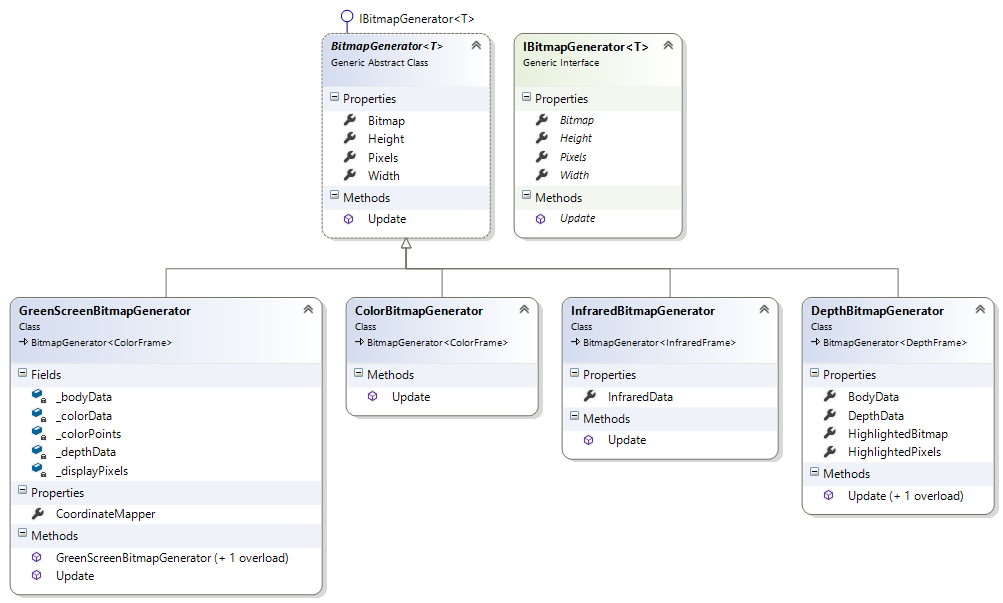 IBitmapGenerator<T>
BitmapGenerator<T>
Generic Abstract Class
Properties
Bitmap
Height
Pixels
Width
Methods
Update
IBitmapGenerator<T>
Generic Interface
Properties
Bitmap
Height
Pixels
Width
Methods
Update
GreenScreenBitmapGenerator
Class
→ BitmapGenerator<ColorFrame>
Fields
_bodyData
_colorData
_colorPoints
_depthData
_displayPixels
Properties
CoordinateMapper
Methods
GreenScreenBitmapGenerator (+ 1 overload)
Update
ColorBitmapGenerator
Class
→ BitmapGenerator<ColorFrame>
Methods
Update
InfraredBitmapGenerator
Class
→ BitmapGenerator<InfraredFrame>
Properties
InfraredData
Methods
Update
DepthBitmapGenerator
Class
→ BitmapGenerator<DepthFrame>
Properties
BodyData
DepthData
HighlightedBitmap
HighlightedPixels
Methods
Update (+ 1 overload)